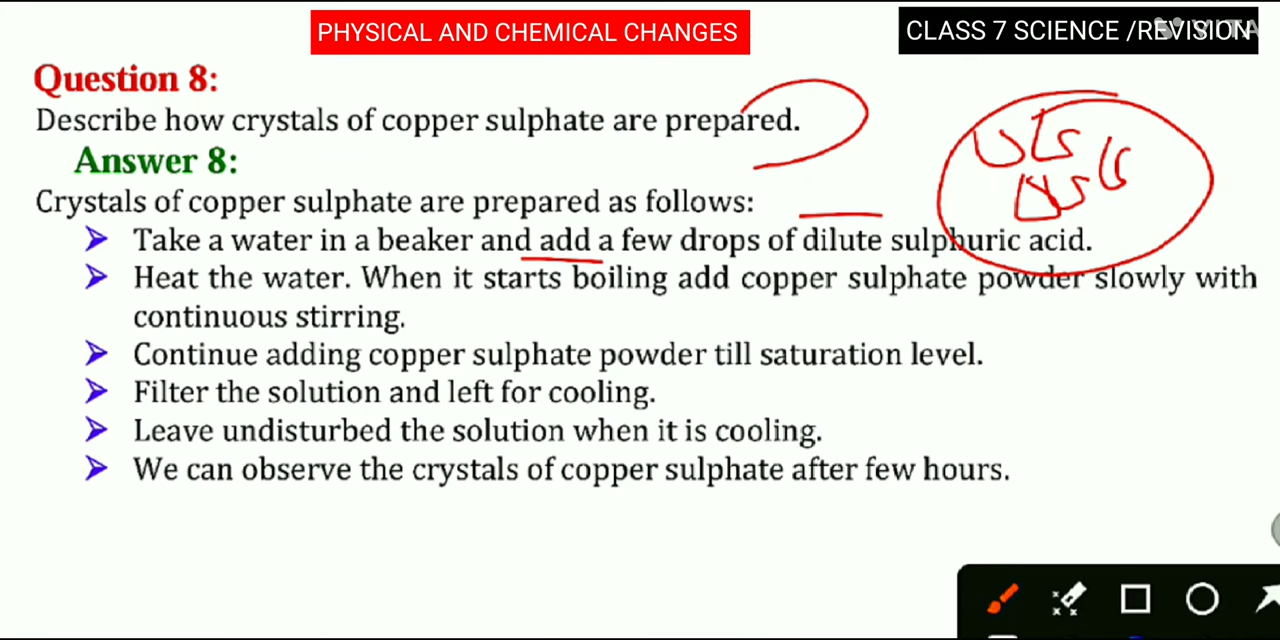 PHYSICAL AND CHEMICAL CHANGES
CLASS 7 SCIENCE /REVISION
Question 8:
Describe how crystals of copper sulphate are prepared.
Answer 8:
Crystals of copper sulphate are prepared as follows:
➤ Take a water in a beaker and add a few drops of dilute sulphuric acid.
➤ Heat the water. When it starts boiling add copper sulphate powder slowly with
continuous stirring.
➤ Continue adding copper sulphate powder till saturation level.
➤ Filter the solution and left for cooling.
➤ Leave undisturbed the solution when it is cooling.
➤ We can observe the crystals of copper sulphate after few hours.